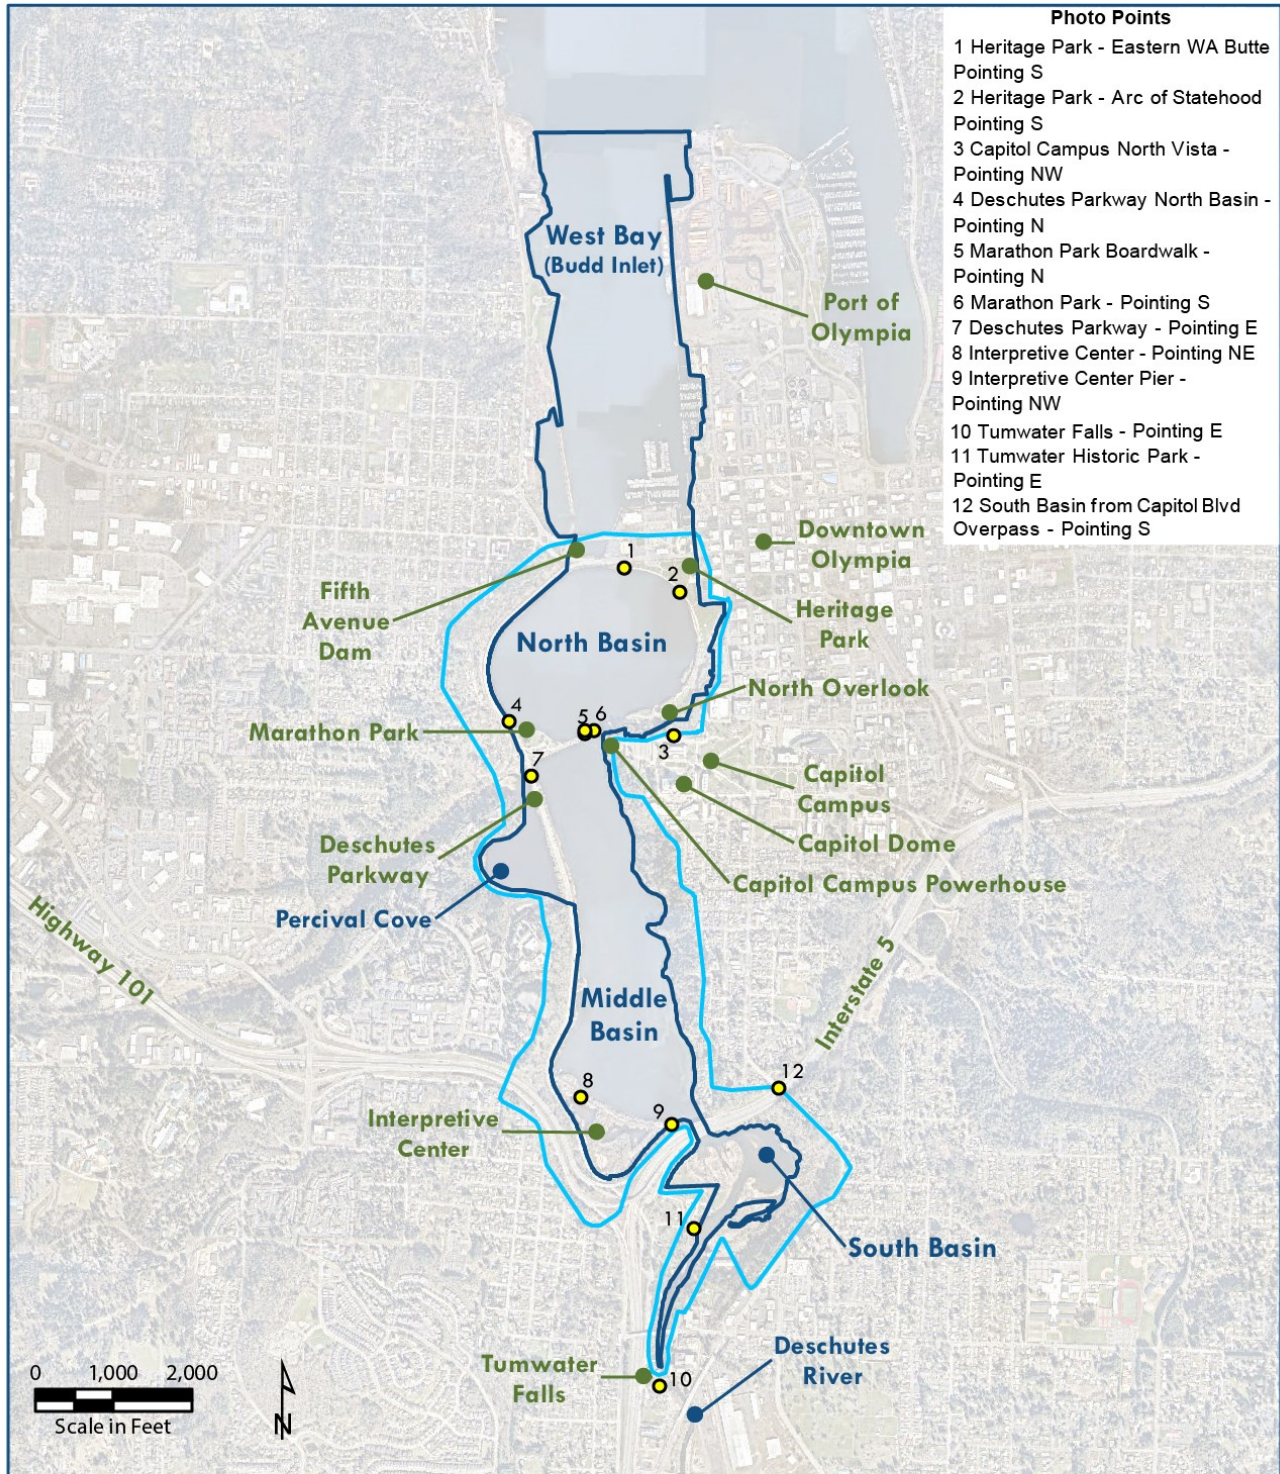 Photo Points
1 Heritage Park - Eastern WA Butte
Pointing S
2 Heritage Park - Arc of Statehood
Pointing S
3 Capitol Campus North Vista -
Pointing NW
4 Deschutes Parkway North Basin -
Pointing N
5 Marathon Park Boardwalk -
Pointing N
6 Marathon Park - Pointing S
7 Deschutes Parkway - Pointing E
8 Interpretive Center - Pointing NE
9 Interpretive Center Pier -
Pointing NW
10 Tumwater Falls - Pointing E
11 Tumwater Historic Park -
Pointing E
12 South Basin from Capitol Blvd
Overpass - Pointing S
West Bay
(Budd Inlet)
Port of
Olympia
Downtown
Olympia
1
2
Fifth
Avenue
Dam
Heritage
Park
North Basin
North Overlook
4
5
6
3
Marathon Park
7
Capitol
Campus
Deschutes
Parkway
Capitol Dome
Capitol Campus Powerhouse
Percival Cove
Highway 101
Middle
Basin
Interstate 5
8
12
9
Interpretive
Center
11
South Basin
Tumwater
Falls
10
Deschutes
River
0 1,000 2,000
Scale in Feet
N